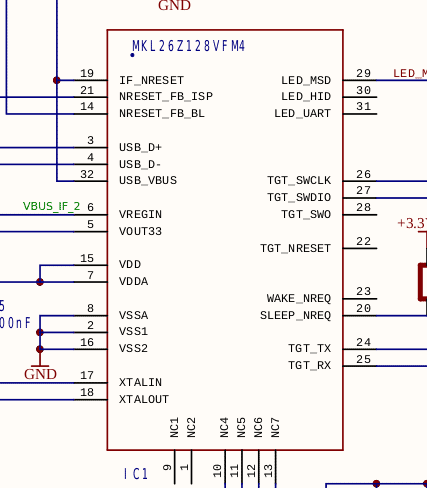 GND
MKL26Z128VFM4
19 IF_NRESET LED_MSD 29 LED_M
21 NRESET_FB_ISP LED_HID 30
14 NRESET_FB_BL LED_UART 31
3 USB_D+
4 USB_D-
32 USB_VBUS TGT_SWCLK 26
TGT_SWDIO 27
VBUS_IF_2 6 VREGIN TGT_SWO 28
5 VOUT33 +3.3
TGT_NRESET 22
15 VDD
7 VDDA
WAKE_NREQ 23
5
8 VSSA SLEEP_NREQ 20
00nF 2 VSS1
16 VSS2 TGT_TX 24
TGT_RX 25
GND
17 XTALIN
18 XTALOUT
NC1 NC2 NC4 NC5 NC6 NC7
9 1 10 11 12 13
IC1